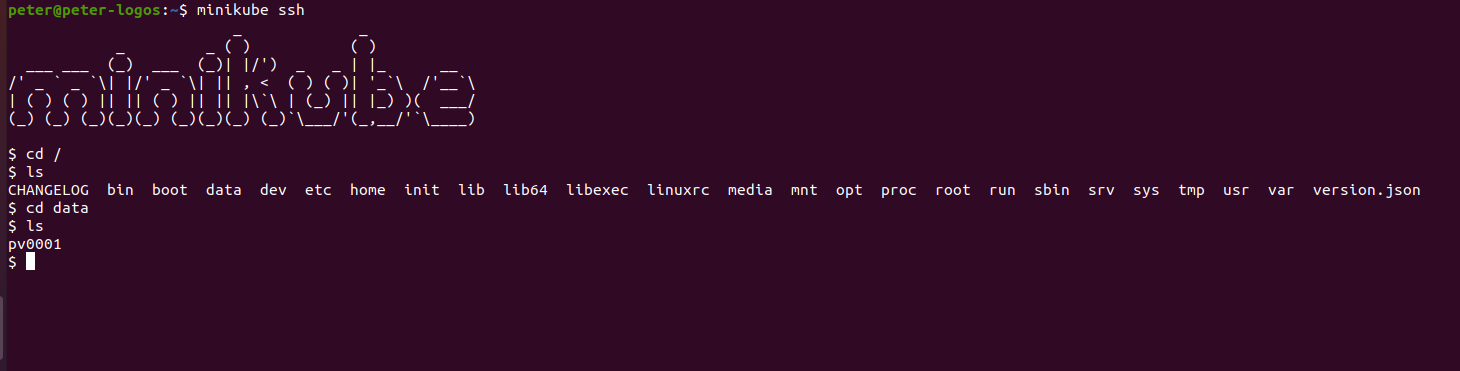 peter@peter-logos:~$ minikube ssh
                         _             _
            _         _ ( )           ( )
  ___ ___  (_)  ___  (_)| |/')  _   _ | |_      __
/' _ ` _ `\| |/' _ `\| || , <  ( ) ( )| '_`\  /'__`\
| ( ) ( ) || || ( ) || || |\`\ | (_) || |_) )(  ___/
(_) (_) (_)(_)(_) (_)(_)(_) (_)`\___/'(_,__/'`\____)
$ cd /
$ ls
CHANGELOG  bin  boot  data  dev  etc  home  init  lib  lib64  libexec  linuxrc  media  mnt  opt  proc  root  run  sbin  srv  sys  tmp  usr  var  version.json
$ cd data
$ ls
pv0001
$